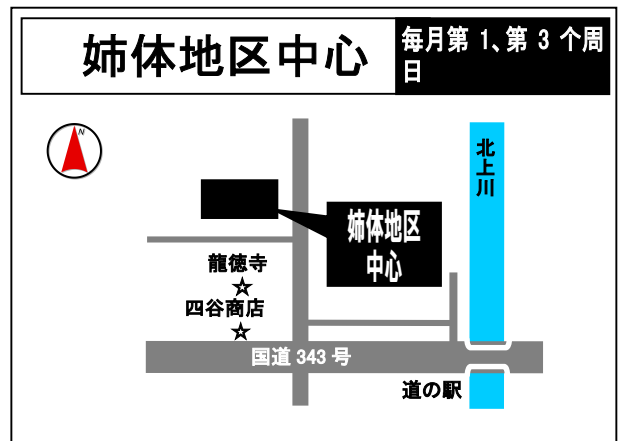 姉体地区中心
毎月第 1、第 3 个周
日
N
北上川
姉体地区
中心
龍徳寺
☆
四谷商店
☆
国道 343 号
道の駅